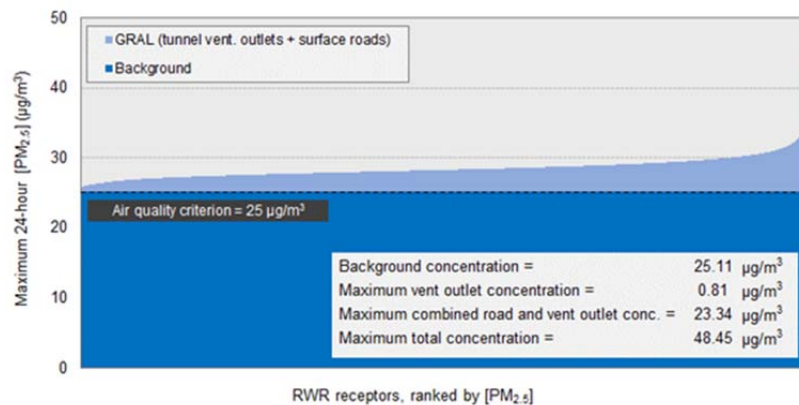 50
GRAL (tunnel vent. outlets + surface roads)
Background
40
30
20
10
0
Maximum 24-hour [PM₂.₅] (µg/m³)
Air quality criterion = 25 µg/m³
Background concentration = 25.11 µg/m³
Maximum vent outlet concentration = 0.81 µg/m³
Maximum combined road and vent outlet conc. = 23.34 µg/m³
Maximum total concentration = 48.45 µg/m³
RWR receptors, ranked by [PM₂.₅]